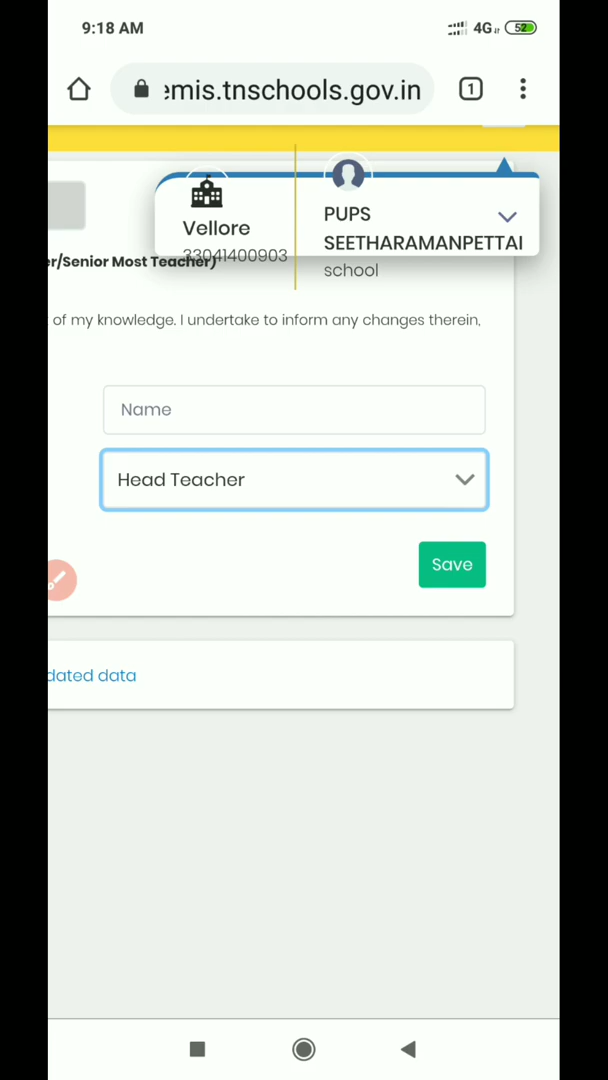 9:18 AM 4G 52
emis.tnschools.gov.in 1
Vellore
33041400903
PUPS
SEETHARAMANPETTAI
school
er/Senior Most Teacher)
of my knowledge. I undertake to inform any changes therein,
Name
Head Teacher
Save
dated data